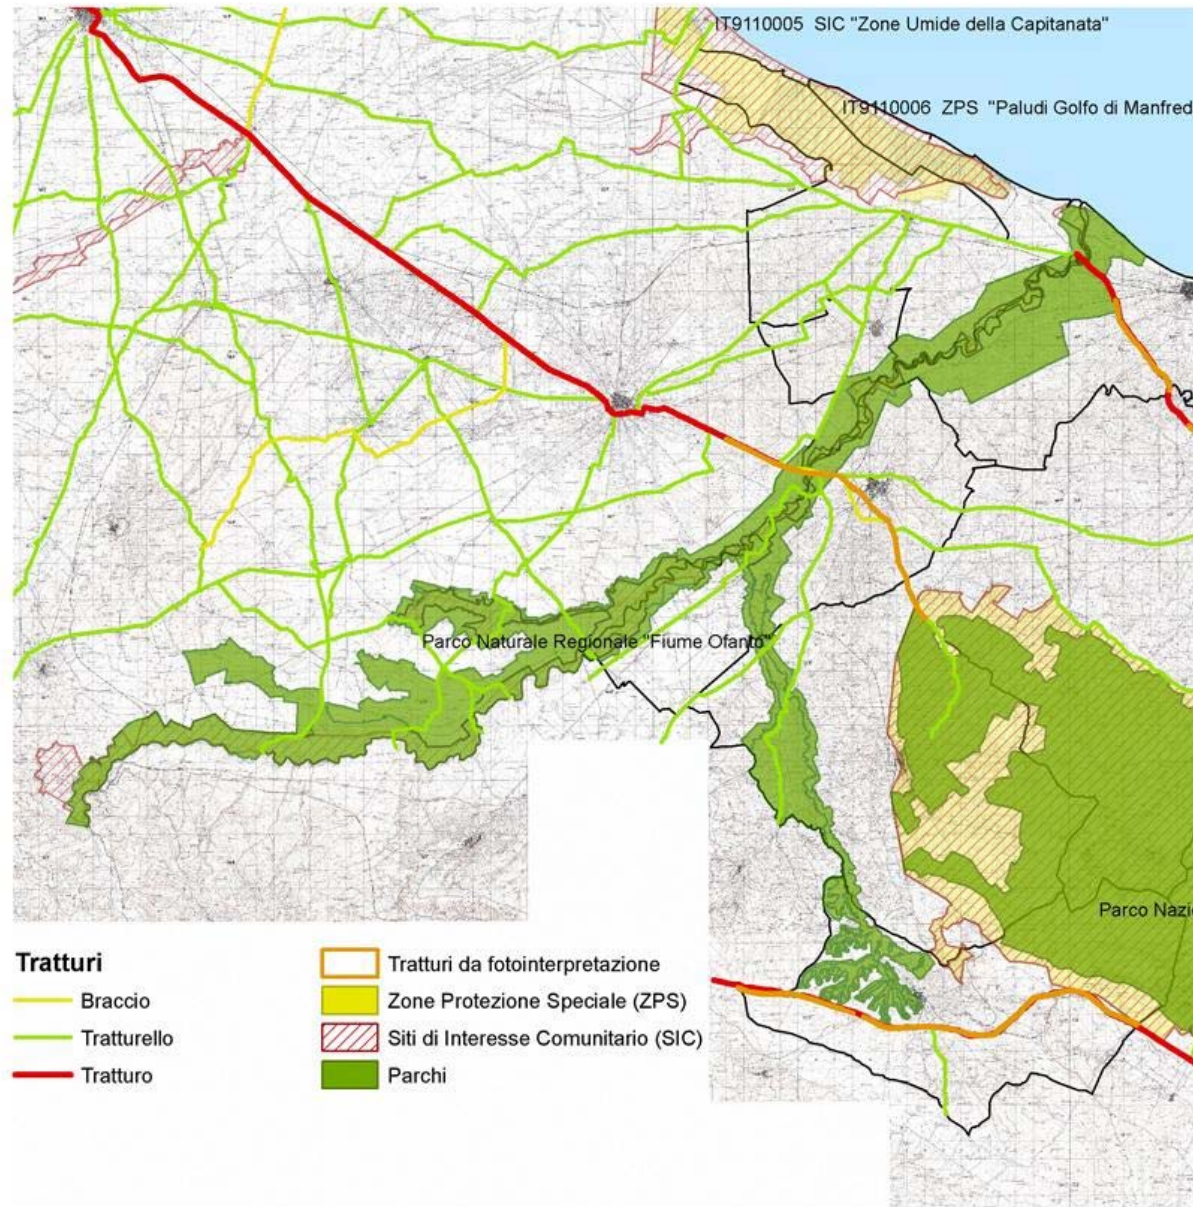 IT9110005 SIC "Zone Umide della Capitanata"
IT9110006 ZPS "Paludi Golfo di Manfred
Parco Naturale Regionale "Fiume Ofanto"
Parco Nazi
Tratturi
Braccio
Tratturello
Tratturo
Tratturi da fotointerpretazione
Zone Protezione Speciale (ZPS)
Siti di Interesse Comunitario (SIC)
Parchi